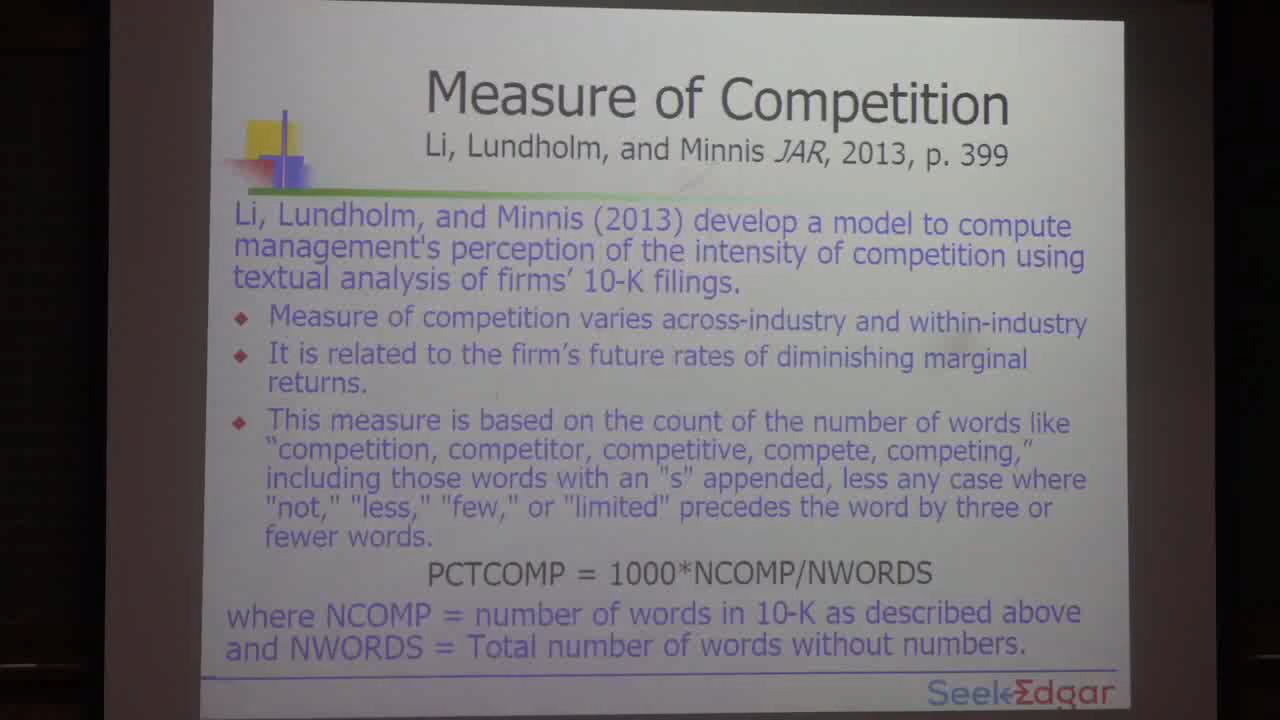 Measure of Competition
Li, Lundholm, and Minnis JAR, 2013, p. 399
Li, Lundholm, and Minnis (2013) develop a model to compute
management's perception of the intensity of competition using
textual analysis of firms’ 10-K filings.
Measure of competition varies across-industry and within-industry
It is related to the firm’s future rates of diminishing marginal
returns.
This measure is based on the count of the number of words like
“competition, competitor, competitive, compete, competing,”
including those words with an "s" appended, less any case where
"not," "less," "few," or "limited" precedes the word by three or
fewer words.
PCTCOMP = 1000*NCOMP/NWORDS
where NCOMP = number of words in 10-K as described above
and NWORDS = Total number of words without numbers.
SeekEdgar